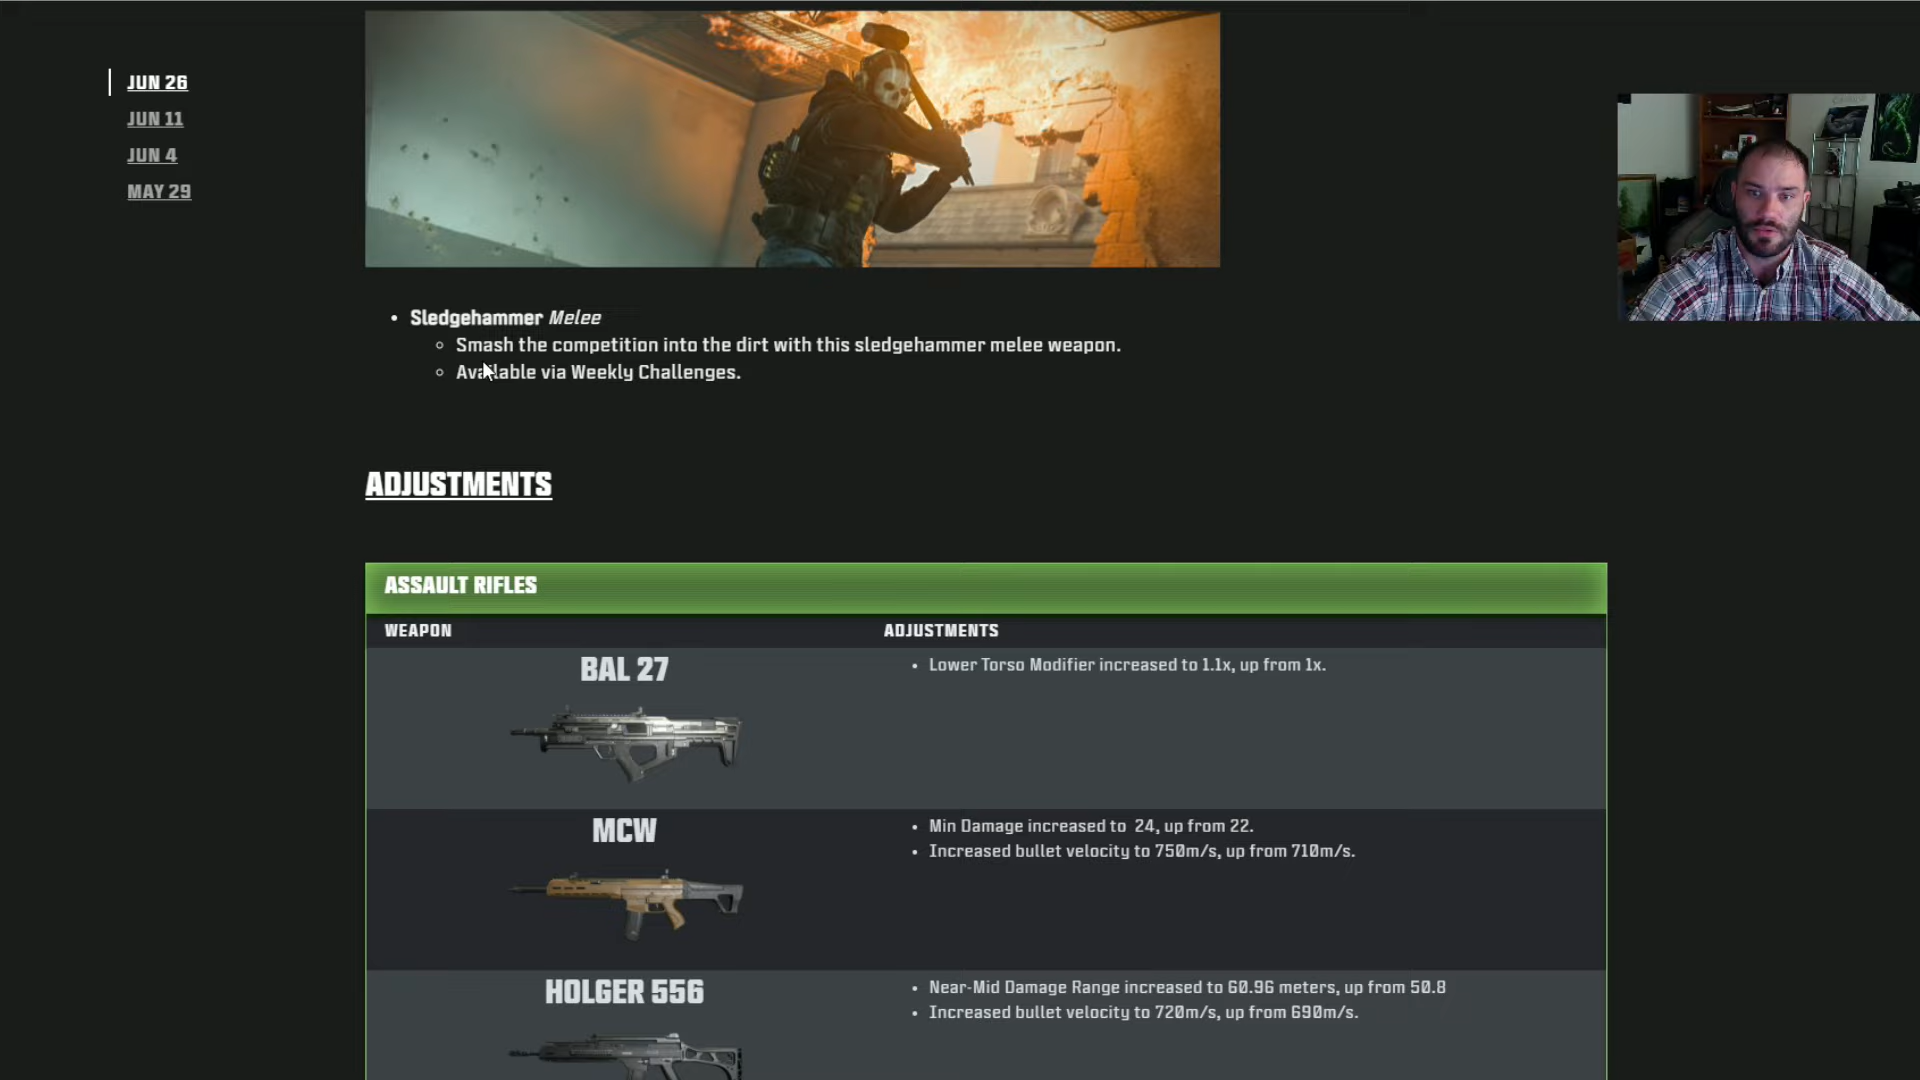 JUN 26
JUN 11
JUN 4
MAY 29
Sledgehammer Melee
Smash the competition into the dirt with this sledgehammer melee weapon.
Available via Weekly Challenges.
ADJUSTMENTS
ASSAULT RIFLES
WEAPON ADJUSTMENTS
BAL 27
Lower Torso Modifier increased to 1.1x, up from 1x.
MCW
Min Damage increased to 24, up from 22.
Increased bullet velocity to 750m/s, up from 710m/s.
HOLGER 556
Near-Mid Damage Range increased to 60.96 meters, up from 50.8
Increased bullet velocity to 720m/s, up from 690m/s.